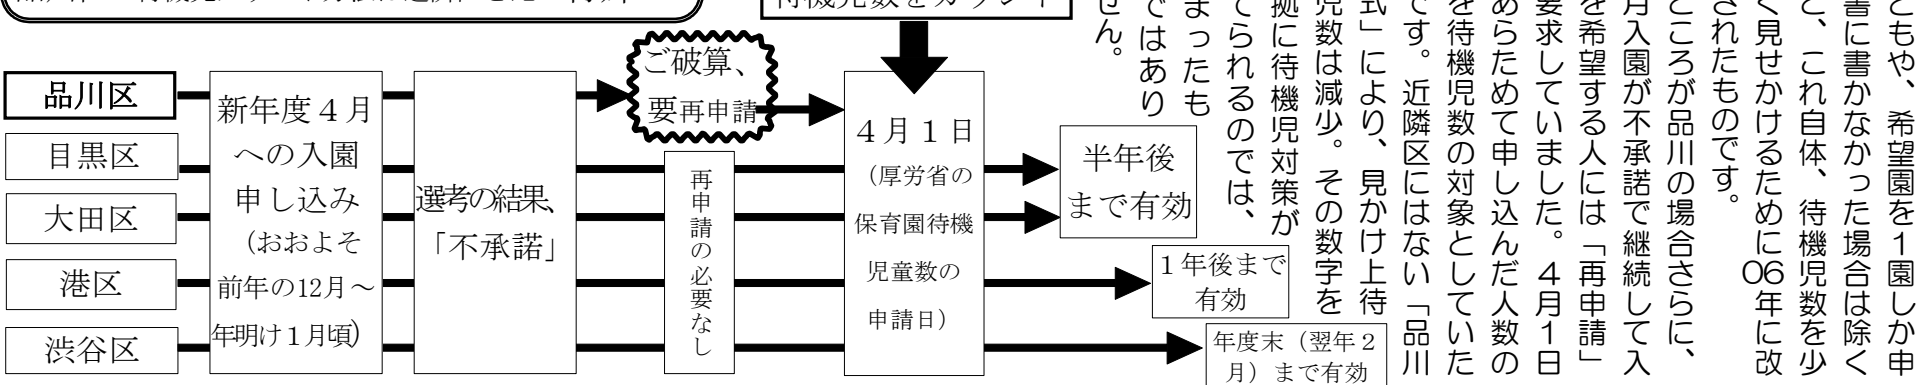 待機児数をカウント
品川区
目黒区
大田区
港区
渋谷区
新年度４月
への入園
申し込み
（おおよそ
前年の12月～
年明け１月頃）
選考の結果、
「不承諾」
ご破算、
要再申請
再申請の必要なし
４月１日
（厚労省の
保育園待機
児童数の
申請日）
半年後
まで有効
１年後まで
有効
年度末（翌年２
月）まで有効
ともや、希望園を１園しか申
書に書かなかった場合は除く
と、これ自体、待機児数を少
く見せかけるために06年に改
されたものです。
ところが品川の場合さらに、
月入園が不承諾で継続して入
を希望する人には「再申請」
要求していました。４月１日
あらためて申し込んだ人数の
を待機児数の対象としていた
です。近隣区にはない「品川
式」により、見かけ上待
児数は減少。その数字を
拠に待機児対策が
てられるのでは、
まったも
ではあり
せん。